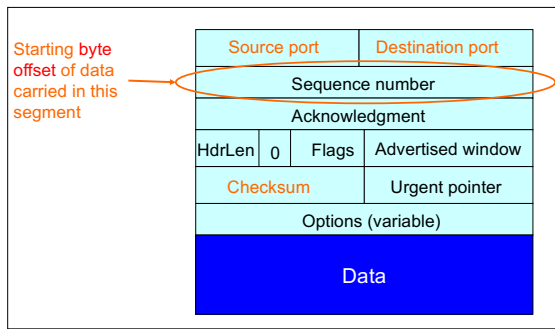 Starting byte
offset of data
carried in this
segment
Source port
Destination port
Sequence number
Acknowledgment
HdrLen
0
Flags
Advertised window
Checksum
Urgent pointer
Options (variable)
Data